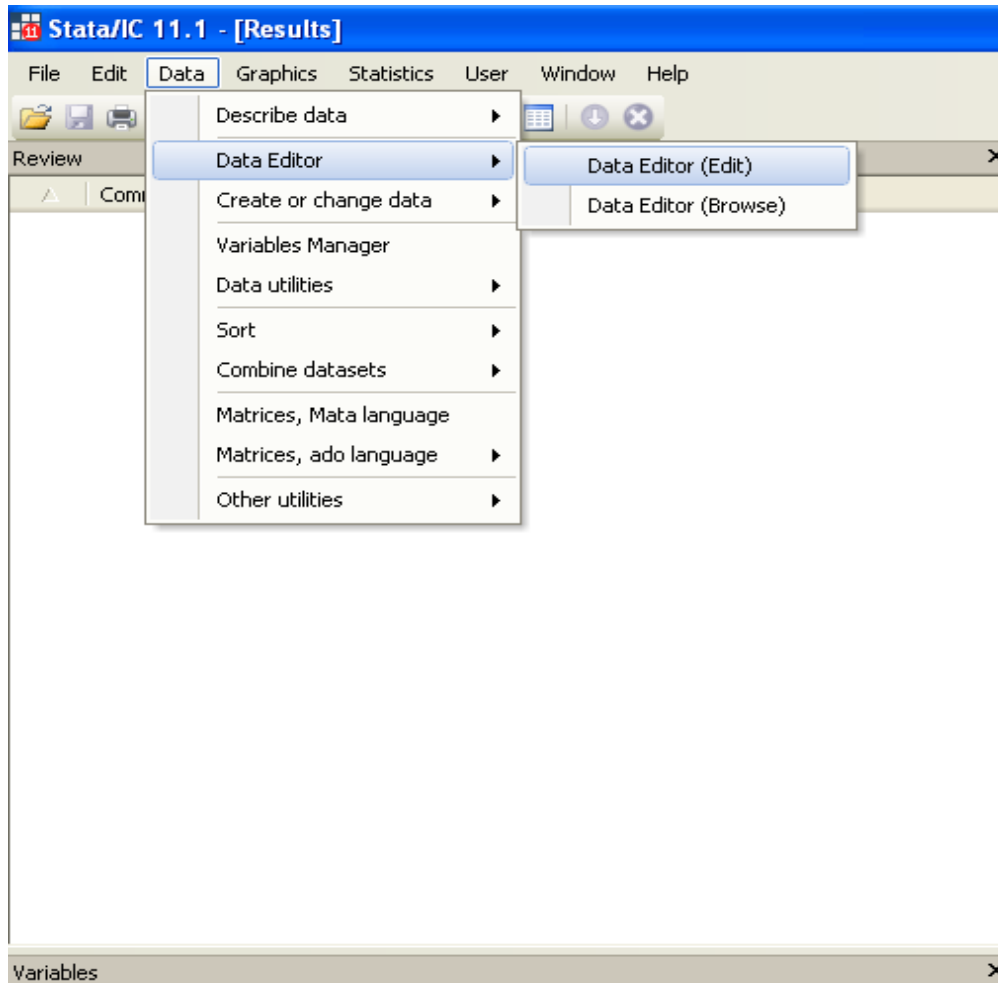 11 Stata/IC 11.1 - [Results]
File Edit Data Graphics Statistics User Window Help
Describe data
Review
Data Editor
Data Editor (Edit)
Create or change data
Data Editor (Browse)
Variables Manager
Data utilities
Sort
Combine datasets
Matrices, Mata language
Matrices, ado language
Other utilities
Variables